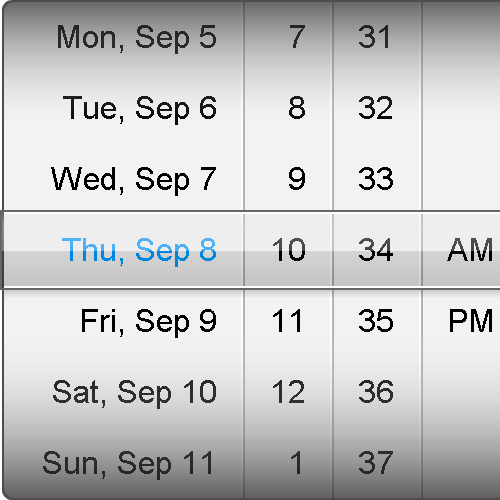 Mon, Sep 5 7 31
Tue, Sep 6 8 32
Wed, Sep 7 9 33
Thu, Sep 8 10 34 AM
Fri, Sep 9 11 35 PM
Sat, Sep 10 12 36
Sun, Sep 11 1 37